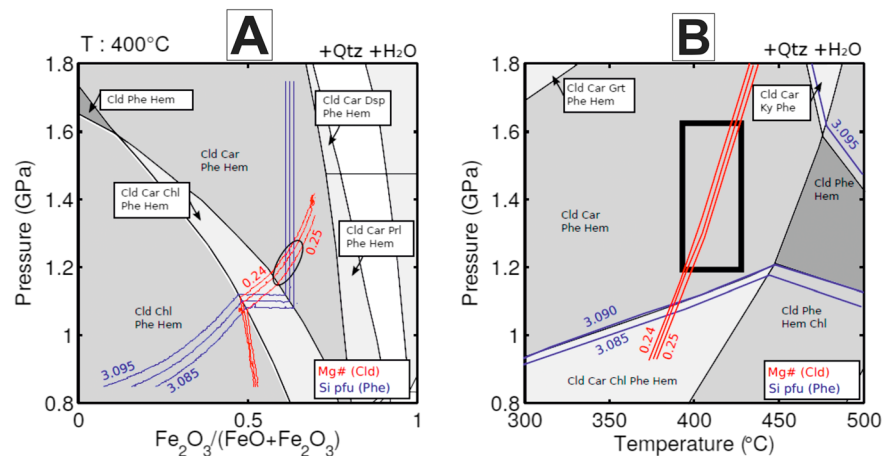 T : 400°C
A
+Qtz +H₂O
1.8
1.6
1.4
1.2
1
0.8
Pressure (GPa)
Cld Phe Hem
Cld Car Dsp
Phe Hem
Cld Car
Phe Hem
Cld Car Chl
Phe Hem
Cld Car Prl
Phe Hem
0.24
0.25
Cld Chl
Phe Hem
3.095
3.085
Mg# (Cld)
Si pfu (Phe)
0
0.5
1
Fe₂O₃/(FeO+Fe₂O₃)
B
+Qtz +H₂O
1.8
1.6
1.4
1.2
1
0.8
Pressure (GPa)
Cld Car Grt
Phe Hem
Cld Car
Ky Phe
3.095
Cld Phe
Hem
Cld Car
Phe Hem
3.090
3.085
0.24
0.25
Cld Phe
Hem Chl
Cld Car Chl Phe Hem
Mg# (Cld)
Si pfu (Phe)
300
350
400
450
500
Temperature (°C)